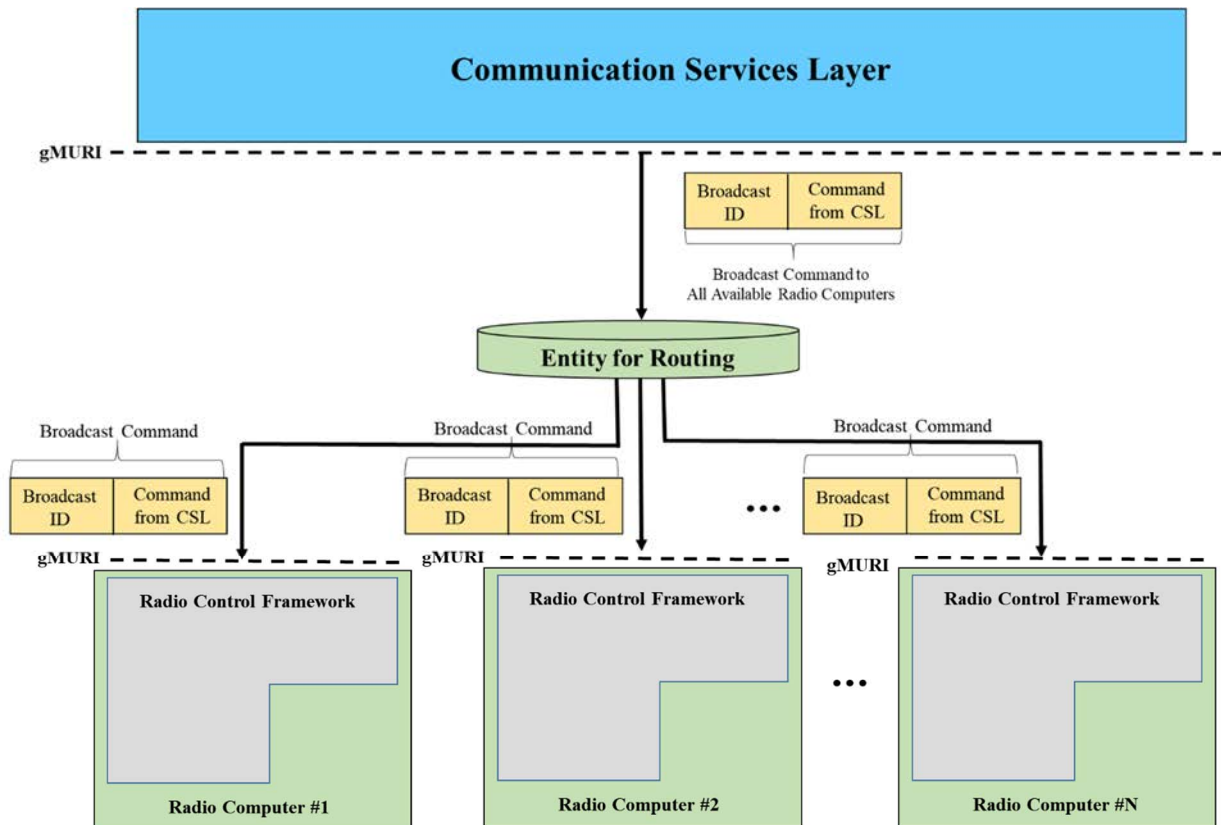 Communication Services Layer
gMURI
Broadcast
ID
Command
from CSL
Broadcast Command to
All Available Radio Computers
Entity for Routing
Broadcast Command
Broadcast
ID
Command
from CSL
Broadcast Command
Broadcast
ID
Command
from CSL
...
Broadcast Command
Broadcast
ID
Command
from CSL
gMURI
gMURI
gMURI
Radio Control Framework
Radio Computer #1
Radio Control Framework
Radio Computer #2
...
Radio Control Framework
Radio Computer #N